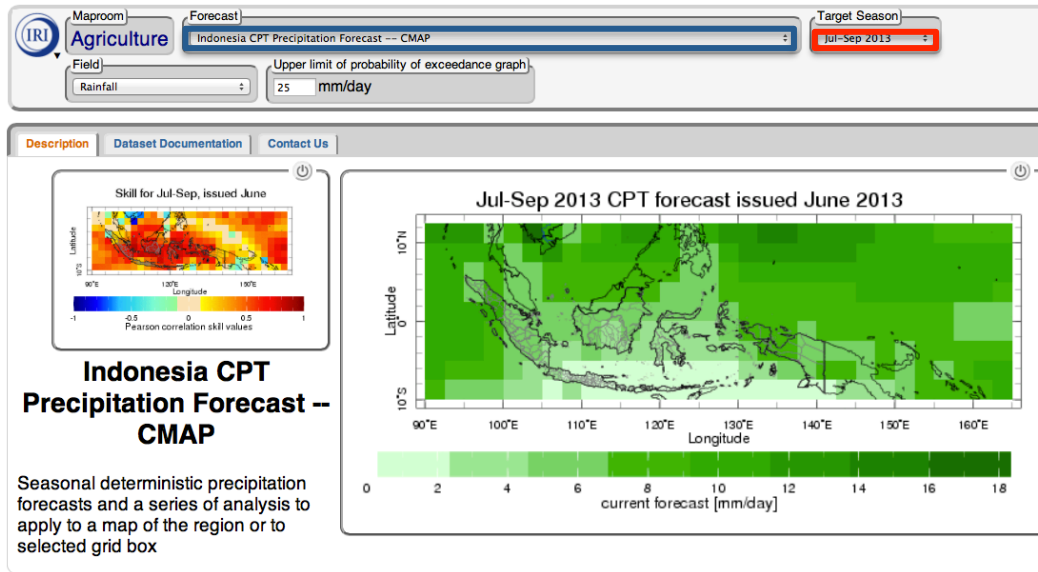 IRI
Maproom
Agriculture
Forecast
Indonesia CPT Precipitation Forecast -- CMAP
Target Season
Jul-Sep 2013
Field
Rainfall
Upper limit of probability of exceedance graph
25 mm/day
Description
Dataset Documentation
Contact Us
Skill for Jul-Sep, issued June
Latitude
10°S
90°E 120°E 150°E
Longitude
-1 -0.5 0 0.5 1
Pearson correlation skill values
Indonesia CPT
Precipitation Forecast --
CMAP
Seasonal deterministic precipitation
forecasts and a series of analysis to
apply to a map of the region or to
selected grid box
Jul-Sep 2013 CPT forecast issued June 2013
Latitude
10°N
0°
10°S
90°E 100°E 110°E 120°E 130°E 140°E 150°E 160°E
Longitude
0 2 4 6 8 10 12 14 16 18
current forecast [mm/day]